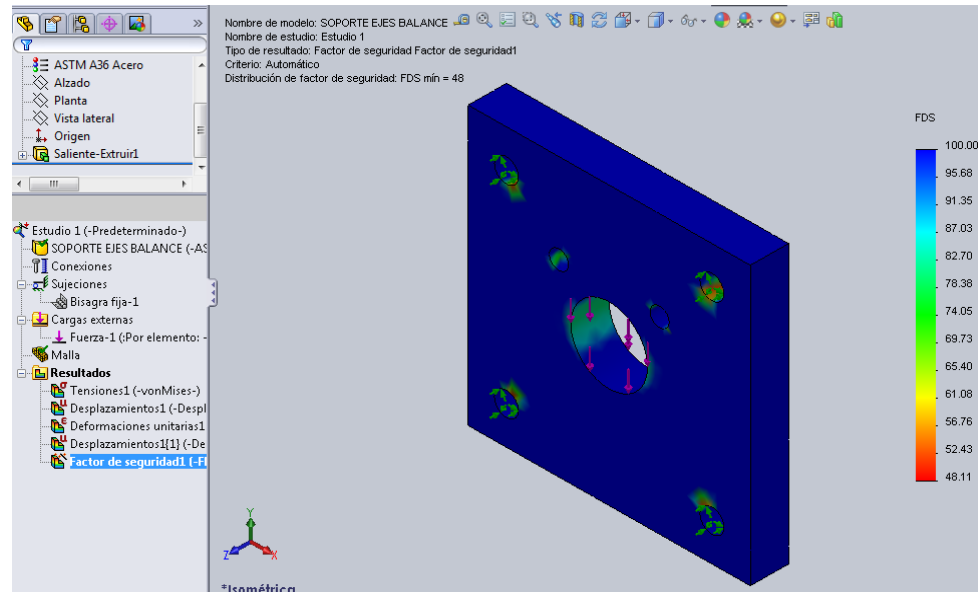 ASTM A36 Acero
Alzado
Planta
Vista lateral
Origen
Saliente-Extruir1
Estudio 1 (-Predeterminado-)
SOPORTE EJES BALANCE (-AS
Conexiones
Sujeciones
Bisagra fija-1
Cargas externas
Fuerza-1 (:Por elemento: -
Malla
Resultados
Tensiones1 (-vonMises-)
Desplazamientos1 (-Despl
Deformaciones unitarias1
Desplazamientos1{1} (-De
Factor de seguridad1 (-F
Nombre de modelo: SOPORTE EJES BALANCE
Nombre de estudio: Estudio 1
Tipo de resultado: Factor de seguridad Factor de seguridad1
Criterio: Automático
Distribución de factor de seguridad: FDS mín = 48
FDS
100.00
95.68
91.35
87.03
82.70
78.38
74.05
69.73
65.40
61.08
56.76
52.43
48.11
Y
Z
X
*Isométrica